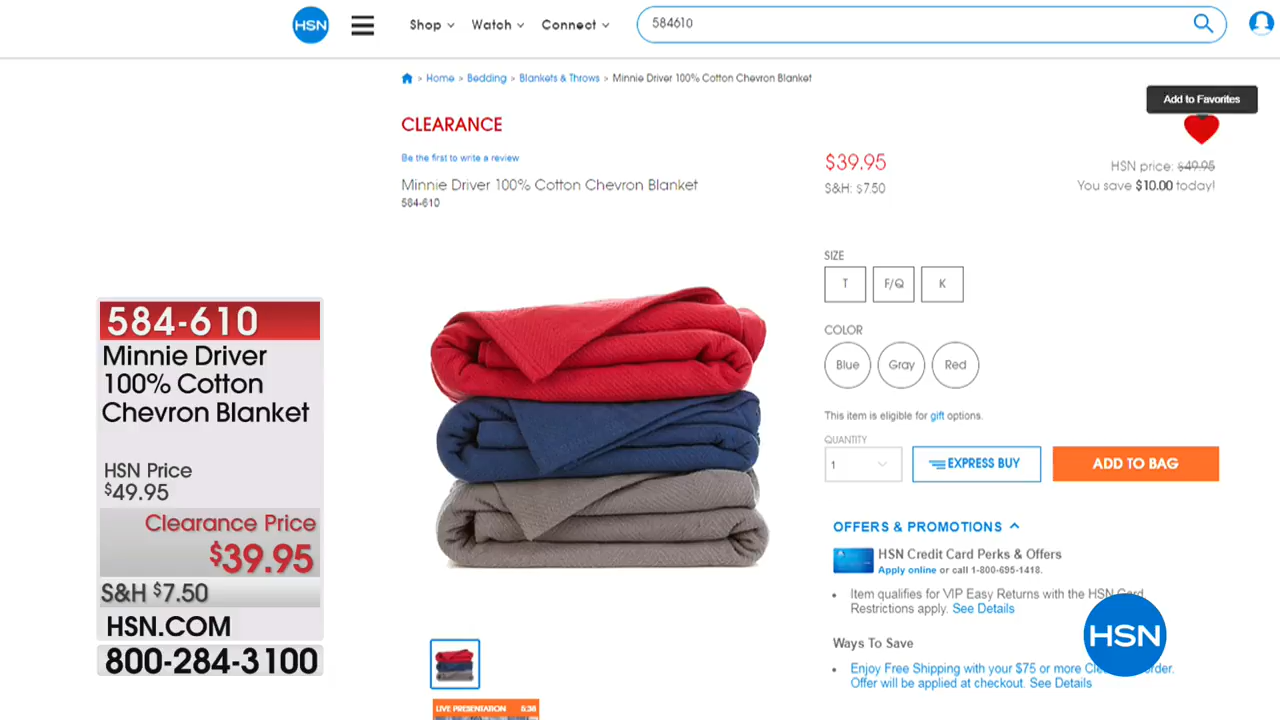 HSN
Shop Watch Connect
584610
> Home > Bedding > Blankets & Throws > Minnie Driver 100% Cotton Chevron Blanket
Add to Favorites
CLEARANCE
Be the first to write a review
$39.95
HSN price: $49.95
Minnie Driver 100% Cotton Chevron Blanket
S&H: $7.50
You save $10.00 today!
584-610
SIZE
T F/Q K
COLOR
Blue Gray Red
This item is eligible for gift options.
QUANTITY
1
EXPRESS BUY
ADD TO BAG
OFFERS & PROMOTIONS
HSN Credit Card Perks & Offers
Apply online or call 1-800-695-1418.
Item qualifies for VIP Easy Returns with the HSN Card
Restrictions apply. See Details
Ways To Save
Enjoy Free Shipping with your $75 or more order.
Offer will be applied at checkout. See Details
HSN
584-610
Minnie Driver
100% Cotton
Chevron Blanket
HSN Price
$49.95
Clearance Price
$39.95
S&H $7.50
HSN.COM
800-284-3100
LIVE PRESENTATION 5:38